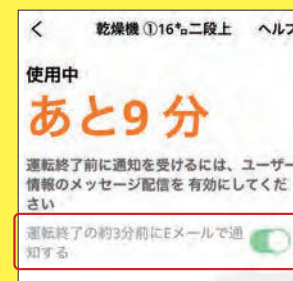 乾燥機 ①16㌔二段上 ヘルプ
使用中
あと9 分
運転終了前に通知を受けるには、ユーザー
情報のメッセージ配信を 有効にしてくだ
さい
運転終了の約3分前にEメールで通
知する